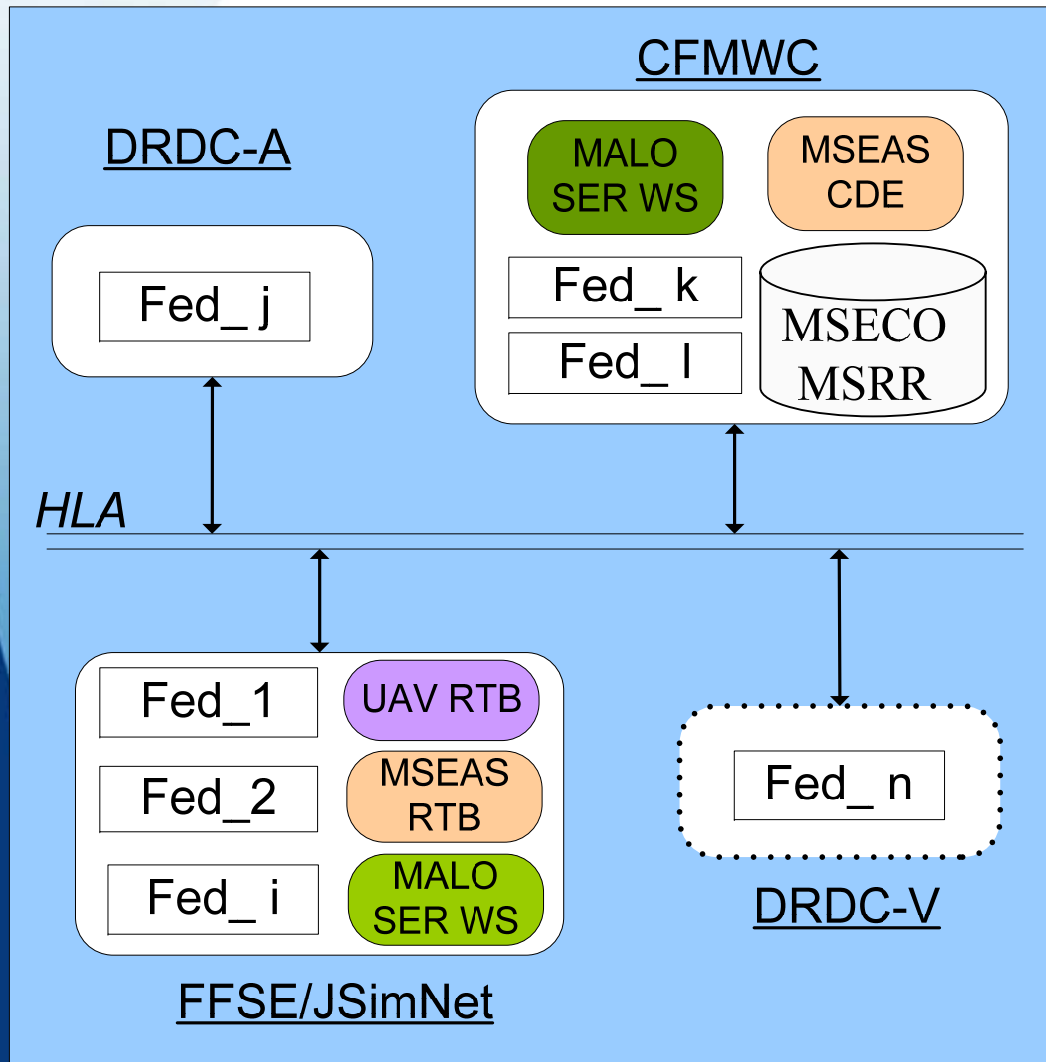 CFMWC
DRDC-A
MALO
SER WS
MSEAS
CDE
Fed_ j
Fed_ k
Fed_ l
MSECO
MSRR
HLA
Fed_1
UAV RTB
Fed_2
MSEAS
RTB
Fed_ i
MALO
SER WS
Fed_ n
DRDC-V
FFSE/JSimNet